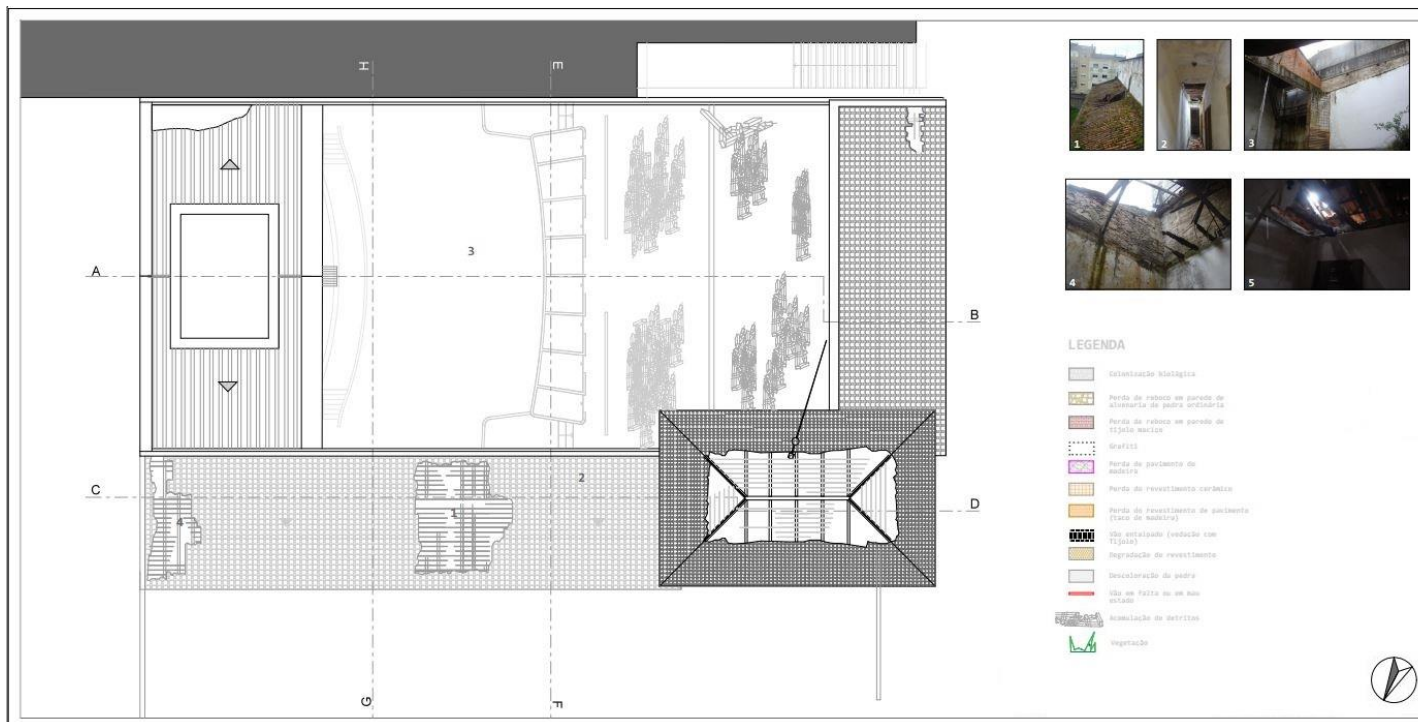 H
E
5
3
A
B
2
C
D
1
4
G
F
1
2
3
4
5
LEGENDA
Colonização biológica
Perda de reboco em parede de
alvenaria de pedra ordinária
Perda de reboco em parede de
Tijolo maciço
Grafiti
Perda do pavimento de
madeira
Perda do revestimento cerâmico
Perda do revestimento de pavimento
(taco de madeira)
Vão entaipado (vedação com
Tijolo)
Degradação do revestimento
Descoloração da pedra
Vão em falta ou em mau
estado
Acumulação de detritos
Vegetação